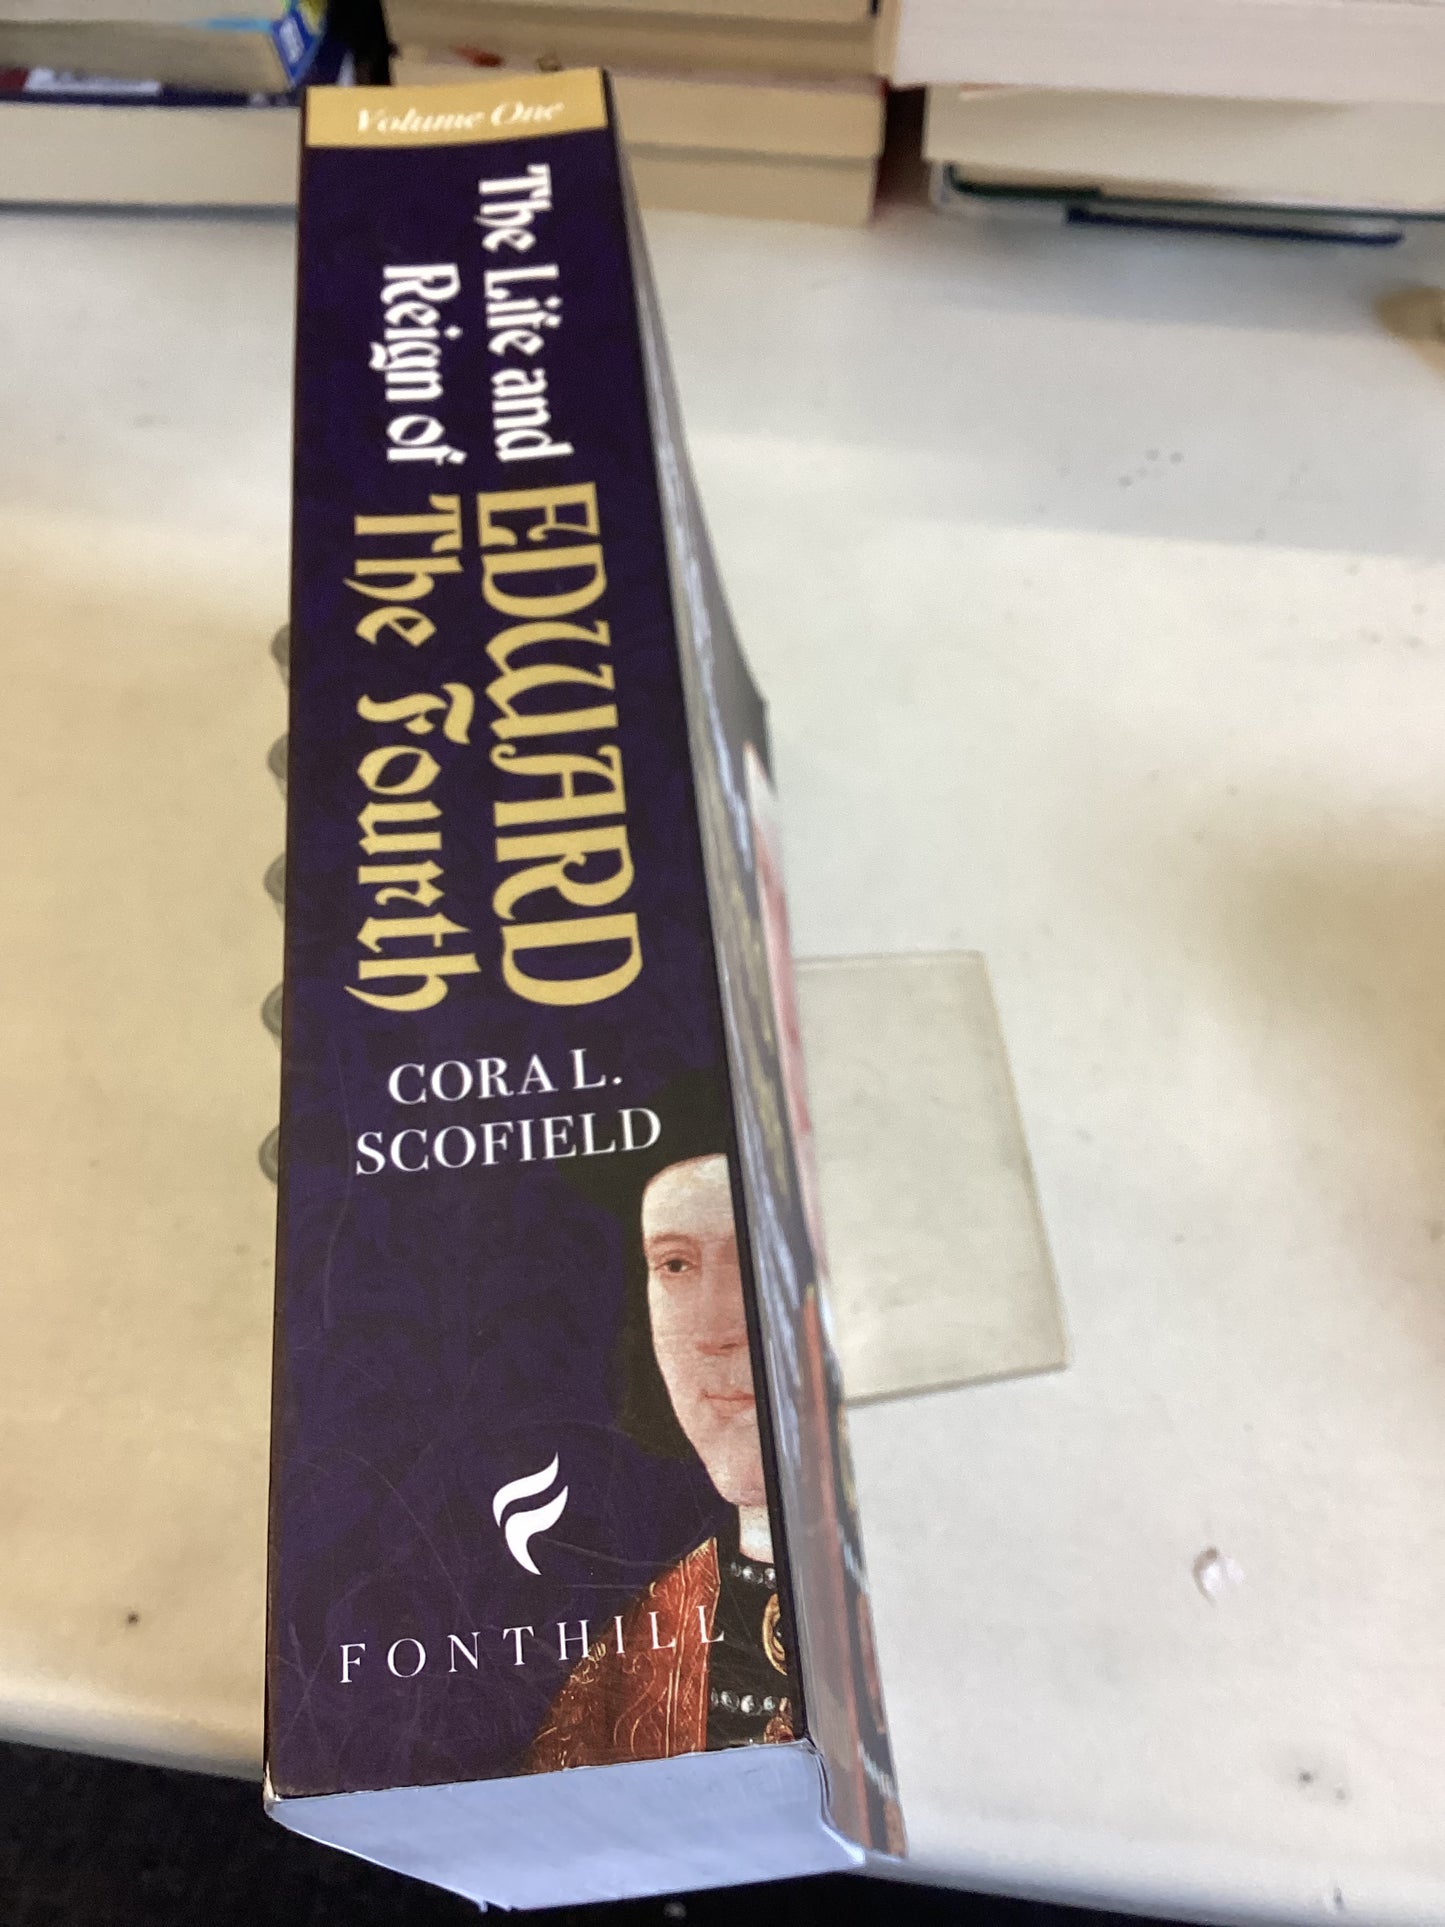 Volume One
The Life and EDWARD
Reign of The Fourth
CORA L.
SCOFIELD
FONTHILL